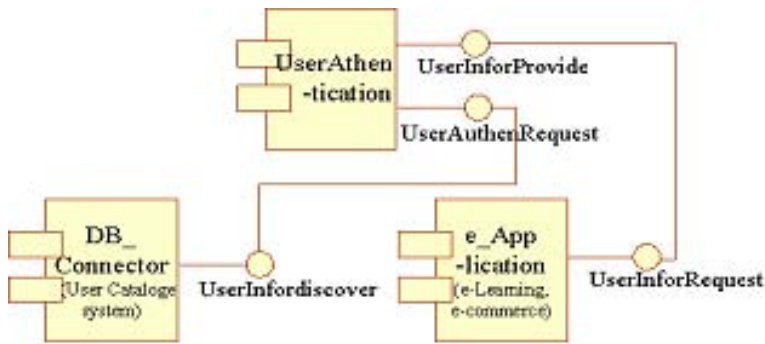 UserAthen
-tication
UserInforProvide
UserAuthenRequest
DB_
Connector
(User Cataloge
system)
UserInfordiscover
e_App
-lication
(e-Learning,
e-commerce)
UserInforRequest